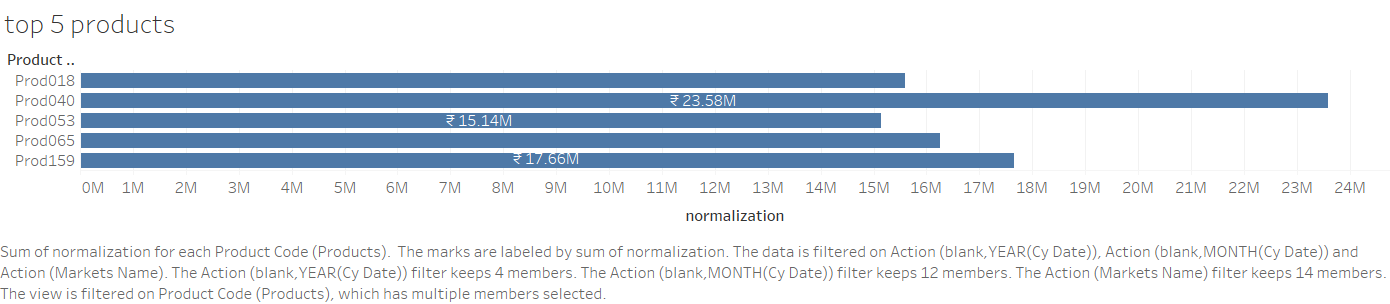 top 5 products
Product ..
Prod018
Prod040 ₹ 23.58M
Prod053 ₹ 15.14M
Prod065
Prod159 ₹ 17.66M
0M 1M 2M 3M 4M 5M 6M 7M 8M 9M 10M 11M 12M 13M 14M 15M 16M 17M 18M 19M 20M 21M 22M 23M 24M
normalization
Sum of normalization for each Product Code (Products). The marks are labeled by sum of normalization. The data is filtered on Action (blank,YEAR(Cy Date)), Action (blank,MONTH(Cy Date)) and
Action (Markets Name). The Action (blank,YEAR(Cy Date)) filter keeps 4 members. The Action (blank,MONTH(Cy Date)) filter keeps 12 members. The Action (Markets Name) filter keeps 14 members.
The view is filtered on Product Code (Products), which has multiple members selected.